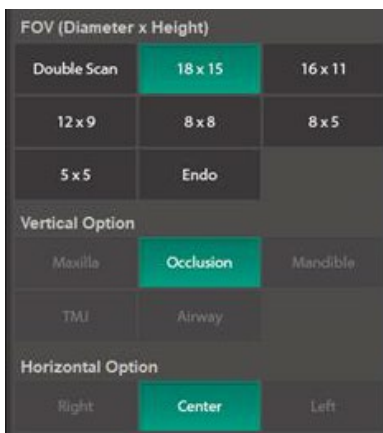 FOV (Diameter x Height)
Double Scan 18 x 15 16 x 11
12 x 9 8 x 8 8 x 5
5 x 5 Endo
Vertical Option
Maxilla Occlusion Mandible
TMJ Airway
Horizontal Option
Right Center Left